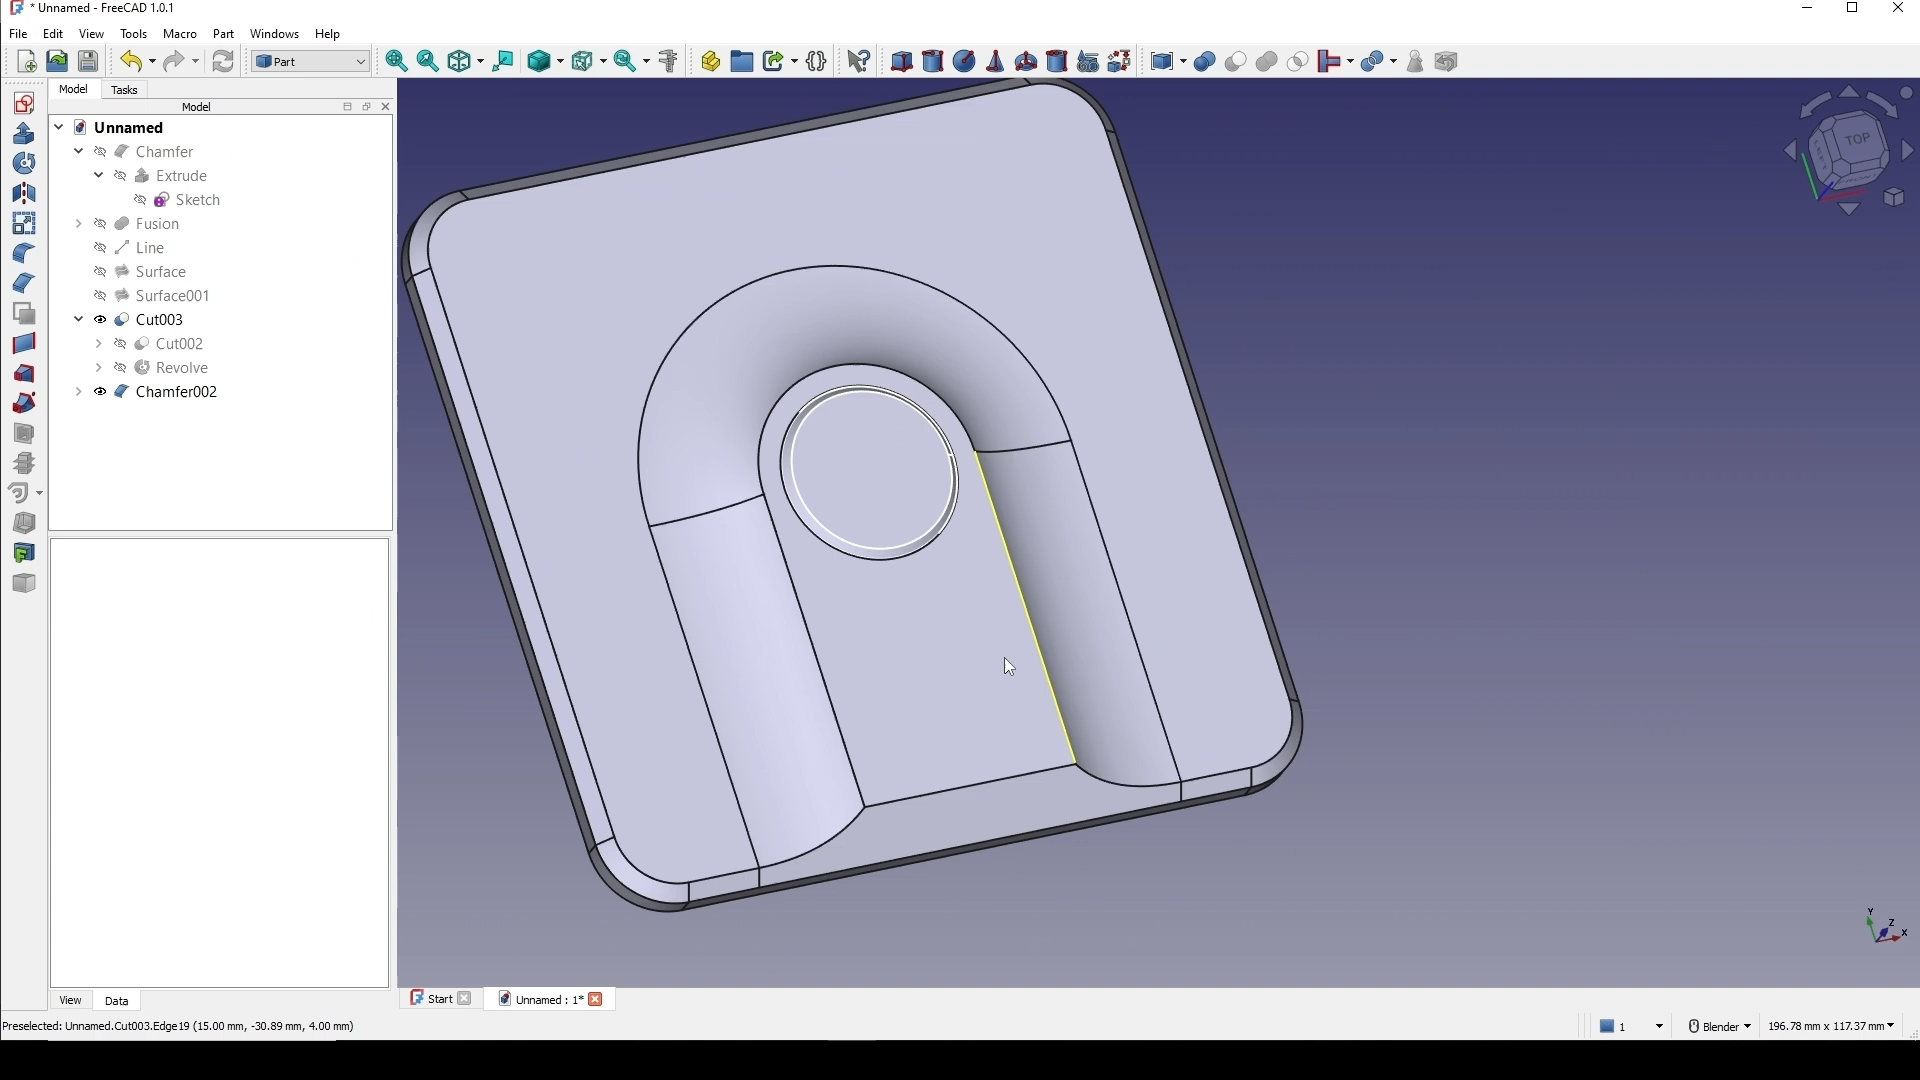 * Unnamed - FreeCAD 1.0.1
File Edit View Tools Macro Part Windows Help
Part
Model Tasks
Model
Unnamed
Chamfer
Extrude
Sketch
Fusion
Line
Surface
Surface001
Cut003
Cut002
Revolve
Chamfer002
TOP
Y
Z
X
View Data
Start Unnamed : 1*
Preselected: Unnamed.Cut003.Edge19 (15.00 mm, -30.89 mm, 4.00 mm)
1 Blender 196.78 mm x 117.37 mm